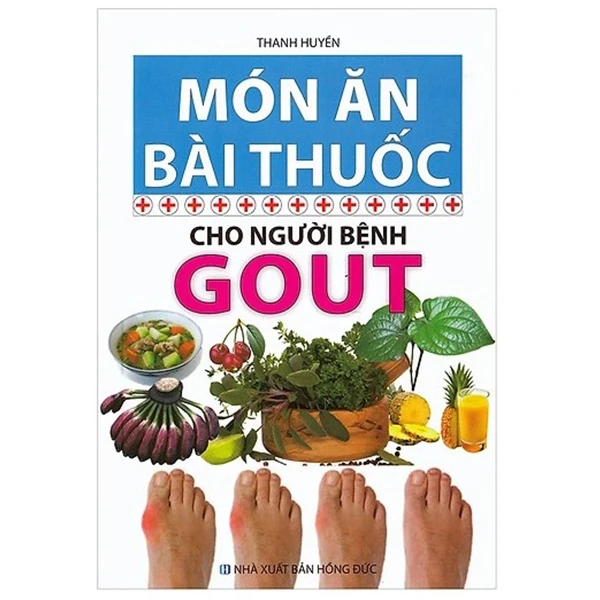 THANH HUYỀN
MÓN ĂN
BÀI THUỐC
CHO NGƯỜI BỆNH
GOUT
NHÀ XUẤT BẢN HỒNG ĐỨC